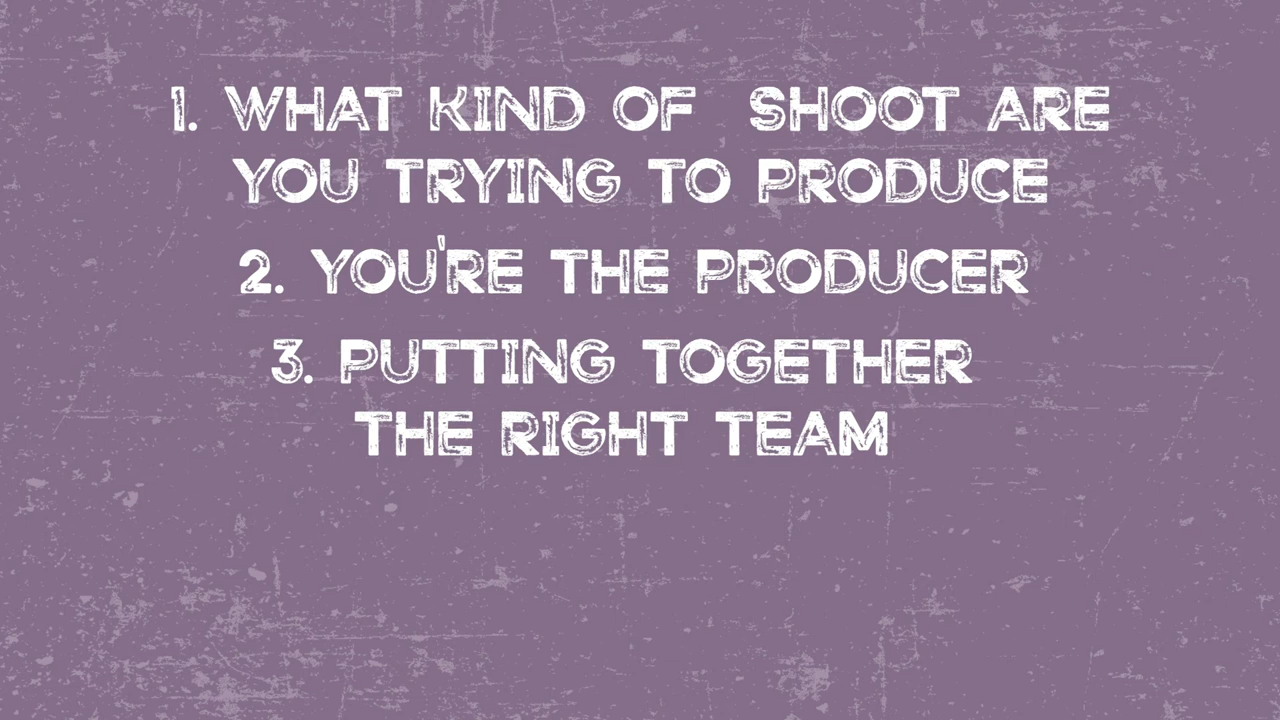 1. WHAT KIND OF  SHOOT ARE
YOU TRYING TO PRODUCE
2. YOU'RE THE PRODUCER
3. PUTTING TOGETHER
THE RIGHT TEAM